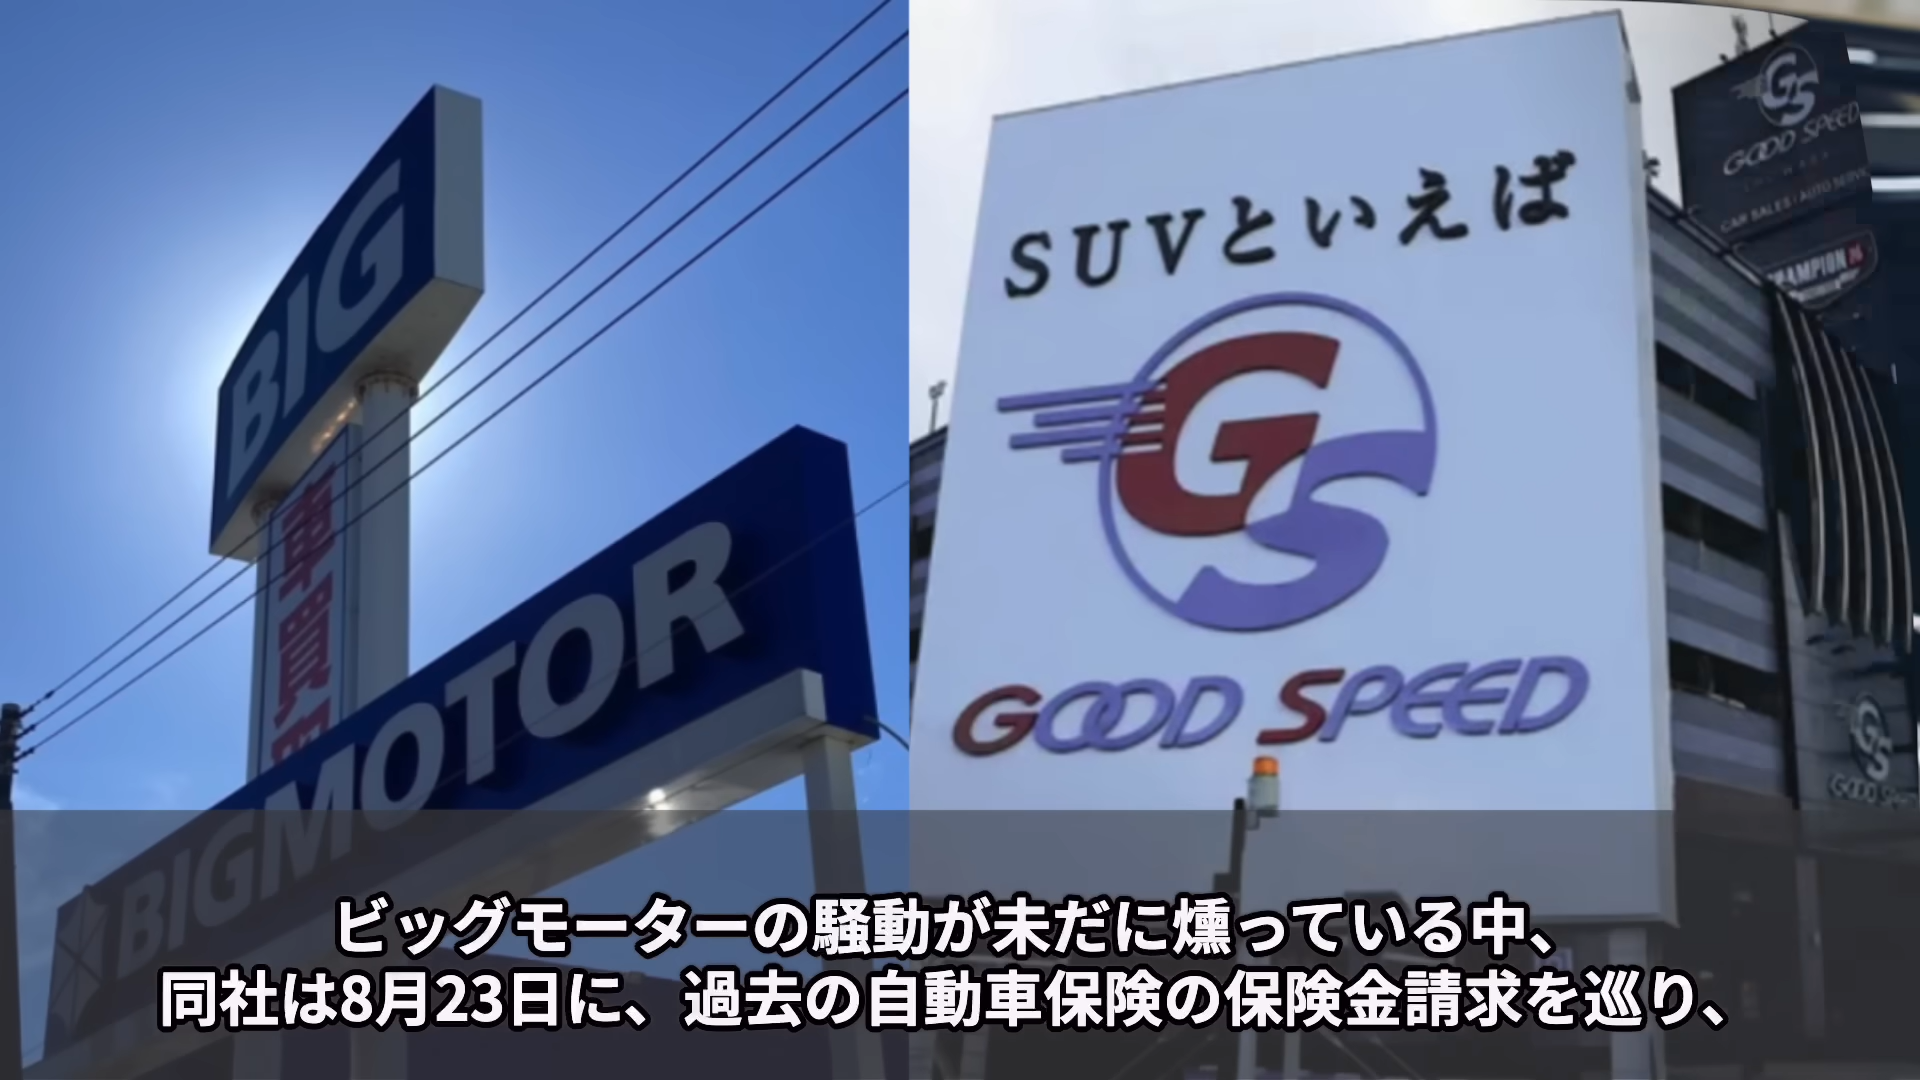 BIG
車買
BIGMOTOR
SUVといえば
GS
GOOD SPEED
GS
GOOD SPEED
CAR SALES | AUTO SERVIC
CHAMPION
GS
GOOD SPEED
ビッグモーターの騒動が未だに燻っている中、
同社は8月23日に、過去の自動車保険の保険金請求を巡り、